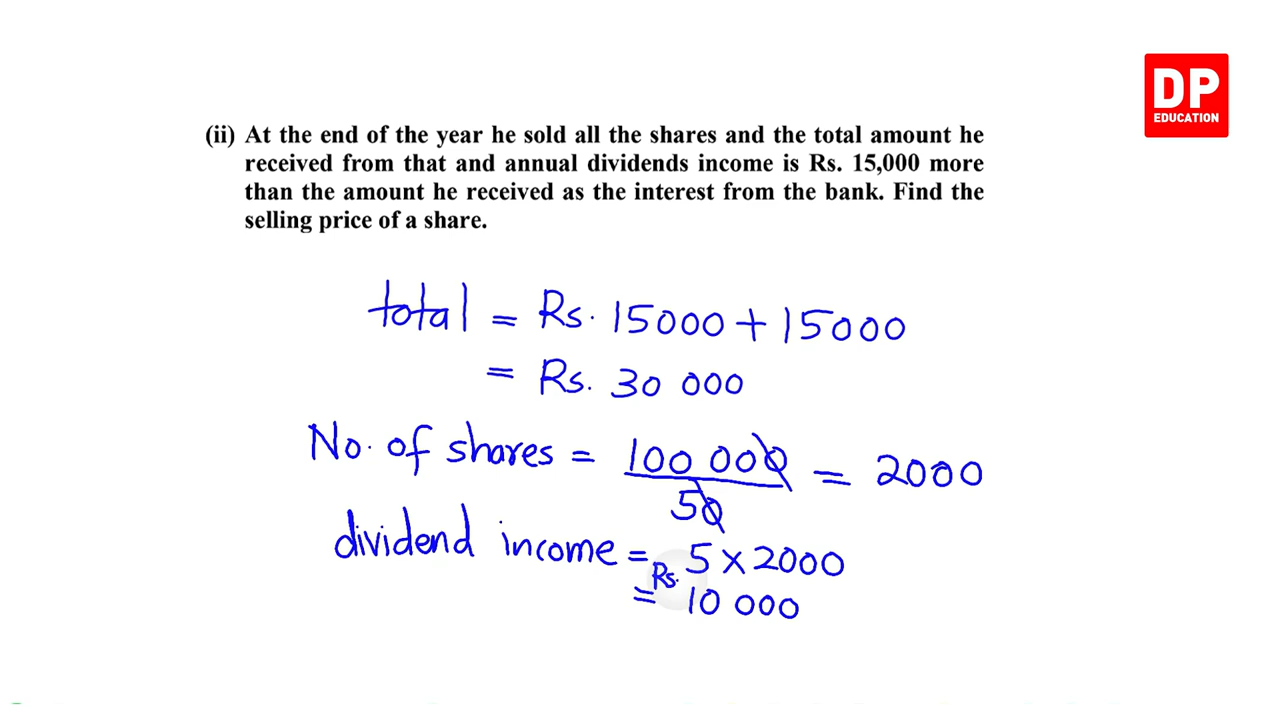 DP
EDUCATION
(ii) At the end of the year he sold all the shares and the total amount he
received from that and annual dividends income is Rs. 15,000 more
than the amount he received as the interest from the bank. Find the
selling price of a share.
total = Rs. 15000 + 15000
= Rs. 30 000
No. of shares = 100 000 / 50 = 2000
dividend income = 5 × 2000
= Rs. 10 000